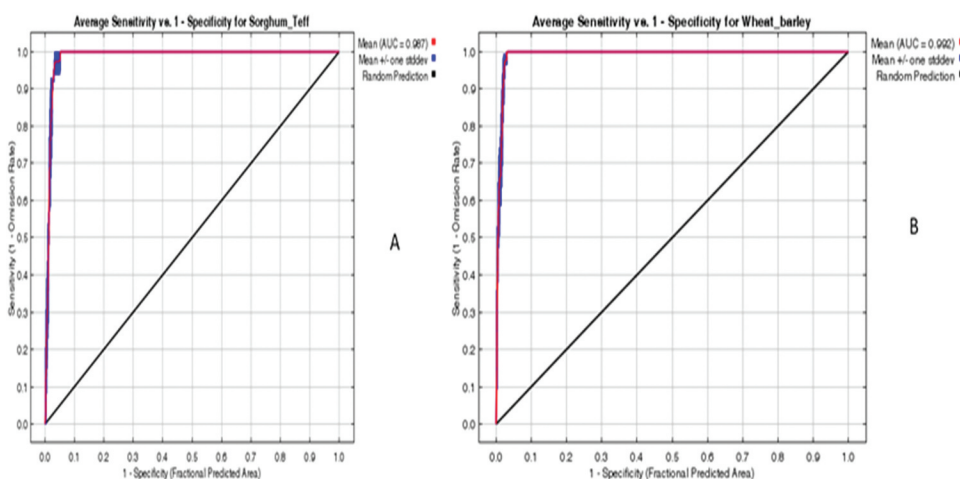 Average Sensitivity vs. 1 - Specificity for Sorghum_Teff
Mean (AUC = 0.987)
Mean +/- one stddev
Random Prediction
1.0
0.9
0.8
0.7
0.6
0.5
0.4
0.3
0.2
0.1
0.0
Sensitivity (1 - Omission Rate)
0.0 0.1 0.2 0.3 0.4 0.5 0.6 0.7 0.8 0.9 1.0
1 - Specificity (Fractional Predicted Area)
A
Average Sensitivity vs. 1 - Specificity for Wheat_barley
Mean (AUC = 0.992)
Mean +/- one stddev
Random Prediction
1.0
0.9
0.8
0.7
0.6
0.5
0.4
0.3
0.2
0.1
0.0
Sensitivity (1 - Omission Rate)
0.0 0.1 0.2 0.3 0.4 0.5 0.6 0.7 0.8 0.9 1.0
1 - Specificity (Fractional Predicted Area)
B